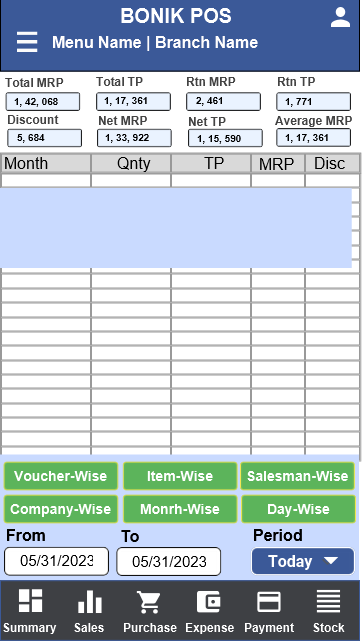 BONIK POS
Menu Name | Branch Name
Total MRP Total TP Rtn MRP Rtn TP
1, 42, 068 1, 17, 361 2, 461 1, 771
Discount Net MRP Net TP Average MRP
5, 684 1, 33, 922 1, 15, 590 1, 17, 361
Month Qnty TP MRP Disc
Voucher-Wise Item-Wise Salesman-Wise
Company-Wise Monrh-Wise Day-Wise
From To Period
05/31/2023 05/31/2023 Today
Summary Sales Purchase Expense Payment Stock